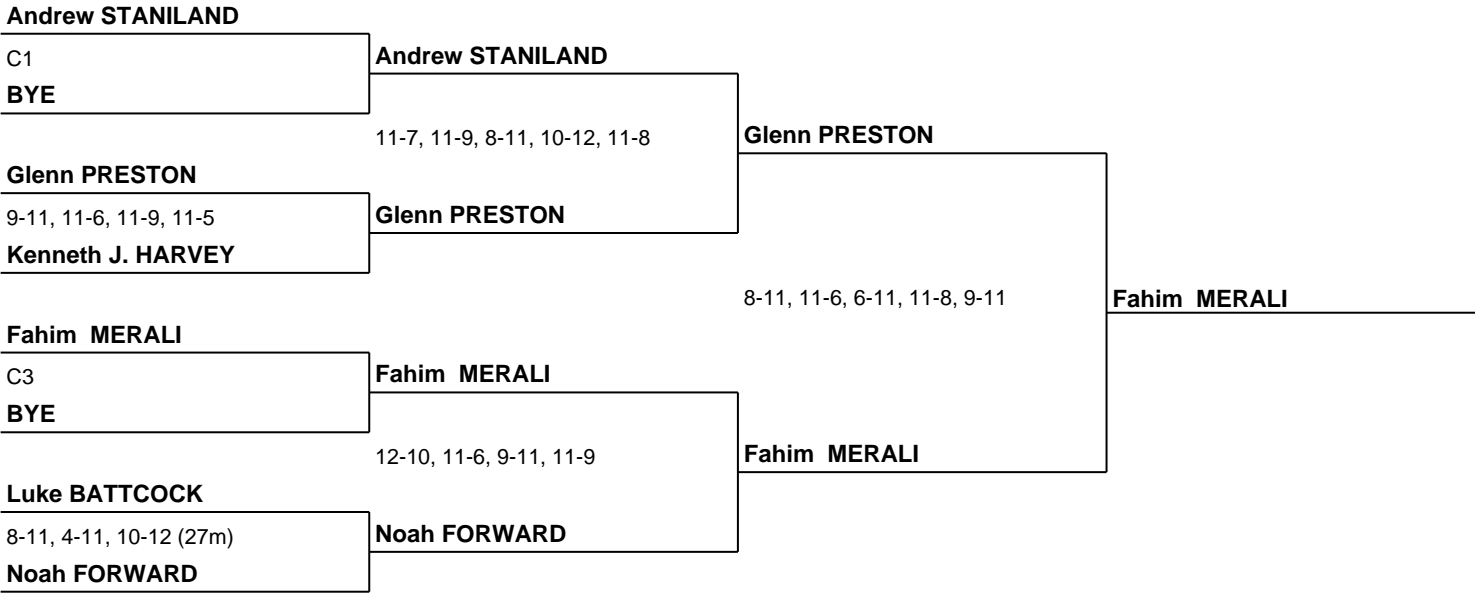 Andrew STANILAND
C1
BYE
Andrew STANILAND
11-7, 11-9, 8-11, 10-12, 11-8
Glenn PRESTON
Glenn PRESTON
9-11, 11-6, 11-9, 11-5
Kenneth J. HARVEY
Glenn PRESTON
8-11, 11-6, 6-11, 11-8, 9-11
Fahim MERALI
Fahim MERALI
C3
BYE
Fahim MERALI
12-10, 11-6, 9-11, 11-9
Fahim MERALI
Luke BATTCOCK
8-11, 4-11, 10-12 (27m)
Noah FORWARD
Noah FORWARD